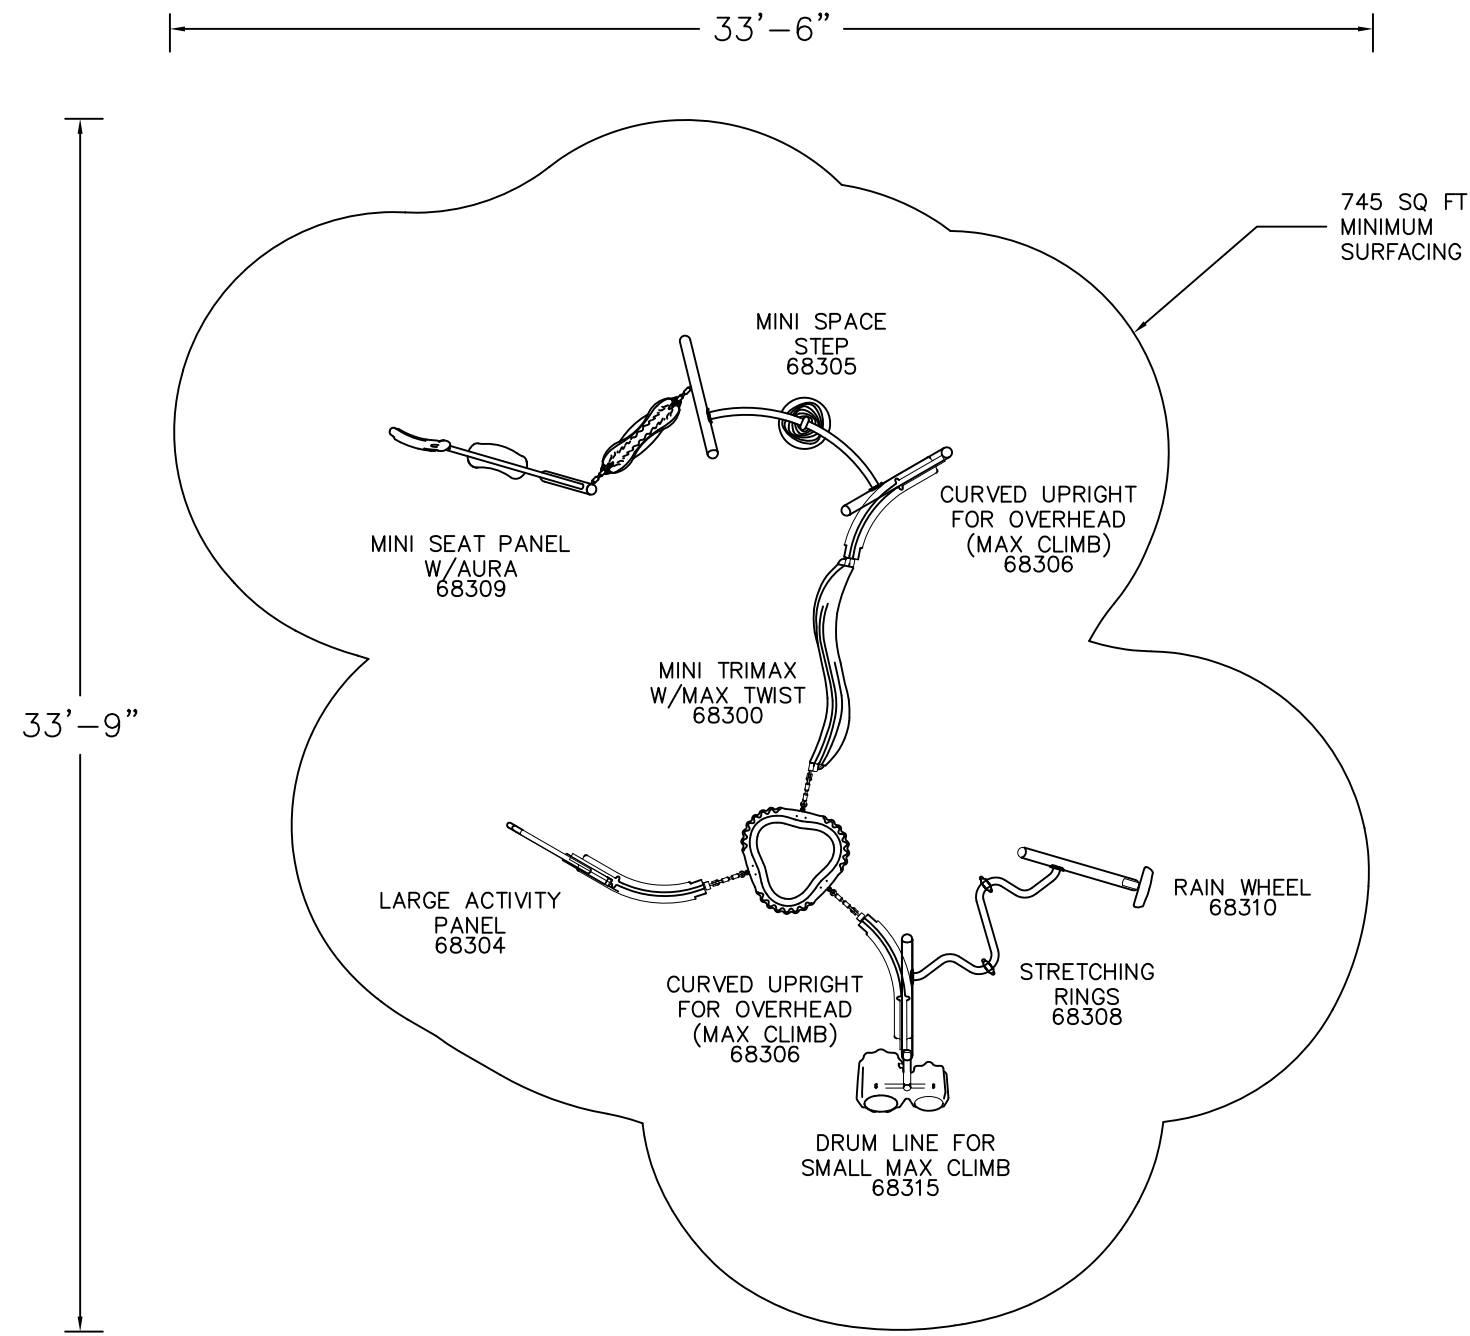 33'-6"
745 SQ FT
MINIMUM
SURFACING
MINI SPACE
STEP
68305
CURVED UPRIGHT
FOR OVERHEAD
(MAX CLIMB)
68306
MINI SEAT PANEL
W/AURA
68309
MINI TRIMAX
W/MAX TWIST
68300
33'-9"
LARGE ACTIVITY
PANEL
68304
RAIN WHEEL
68310
STRETCHING
RINGS
68308
CURVED UPRIGHT
FOR OVERHEAD
(MAX CLIMB)
68306
DRUM LINE FOR
SMALL MAX CLIMB
68315